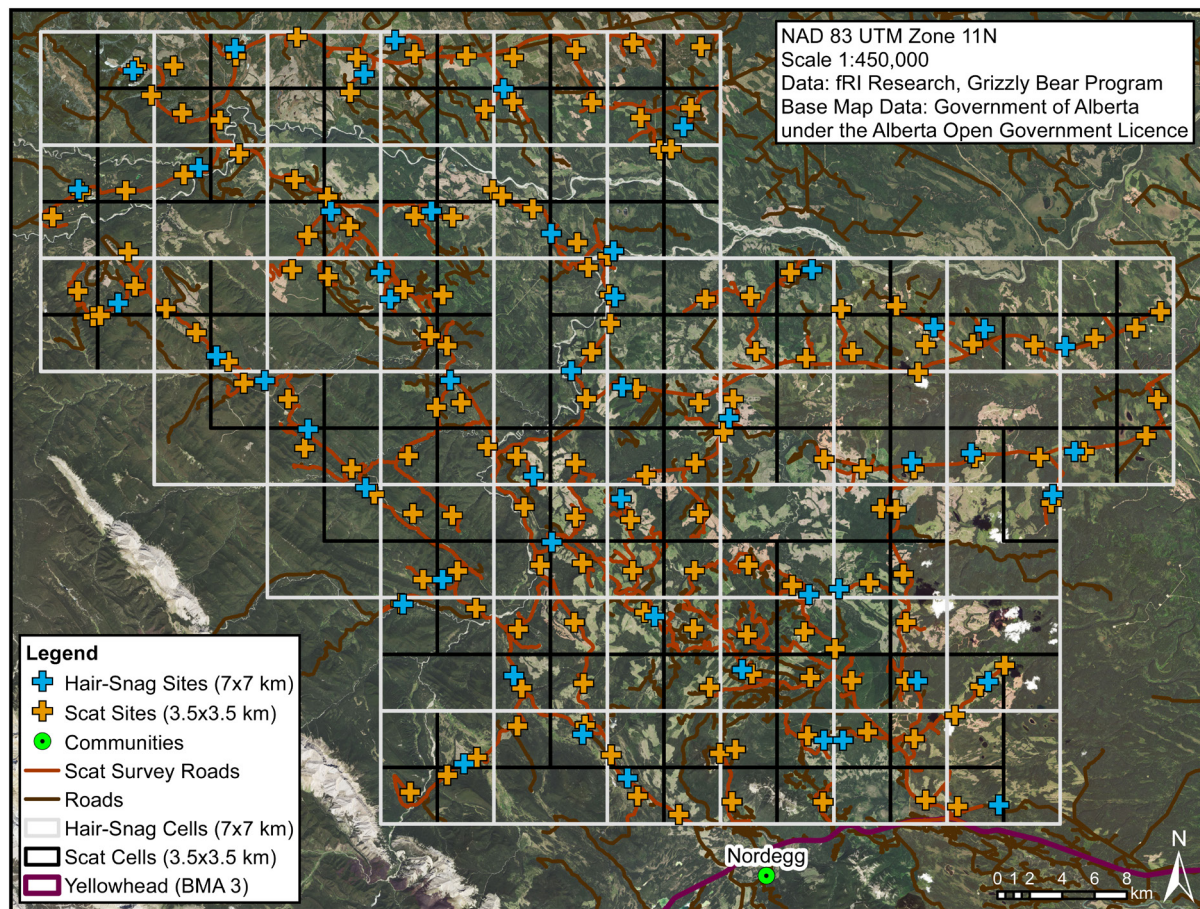 NAD 83 UTM Zone 11N
Scale 1:450,000
Data: fRI Research, Grizzly Bear Program
Base Map Data: Government of Alberta
under the Alberta Open Government Licence
Legend
Hair-Snag Sites (7x7 km)
Scat Sites (3.5x3.5 km)
Communities
Scat Survey Roads
Roads
Hair-Snag Cells (7x7 km)
Scat Cells (3.5x3.5 km)
Yellowhead (BMA 3)
Nordegg
N
0 1 2 4 6 8
km